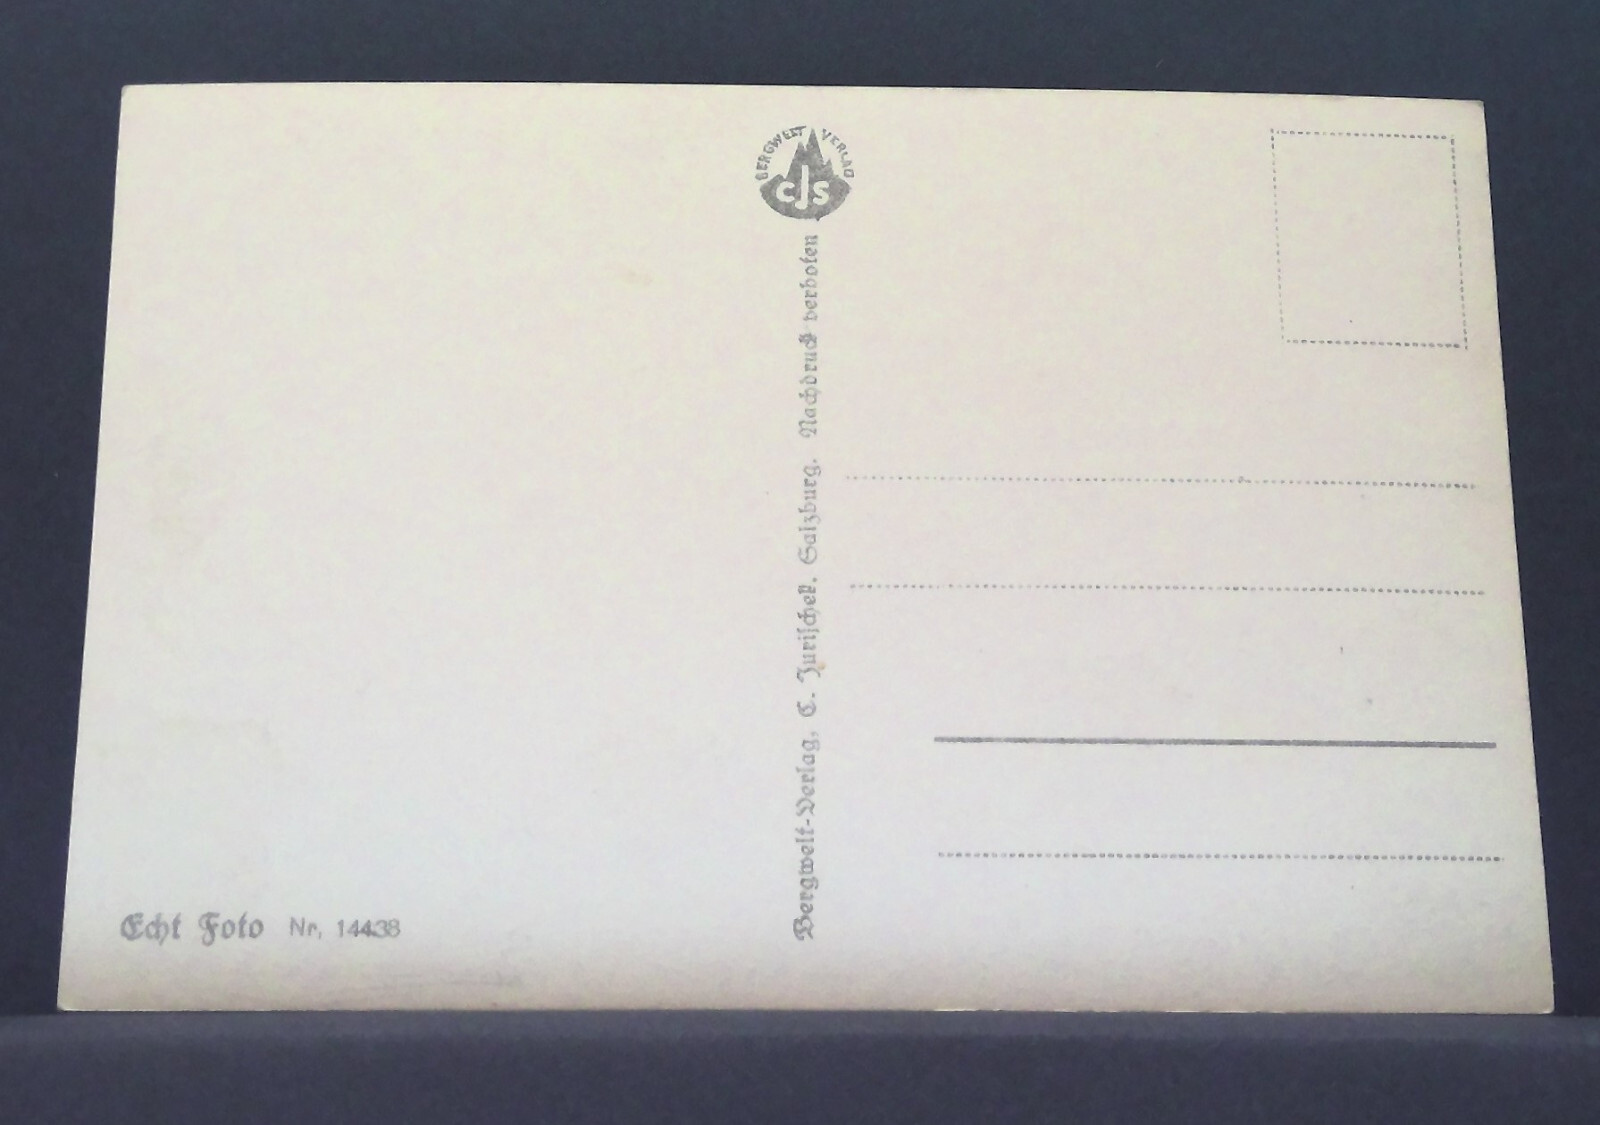 BERGWELT VERLAG
CJS
Bergwelt-Verlag, C. Jurischek, Salzburg. Nachdruck verboten
Echt Foto Nr. 14438